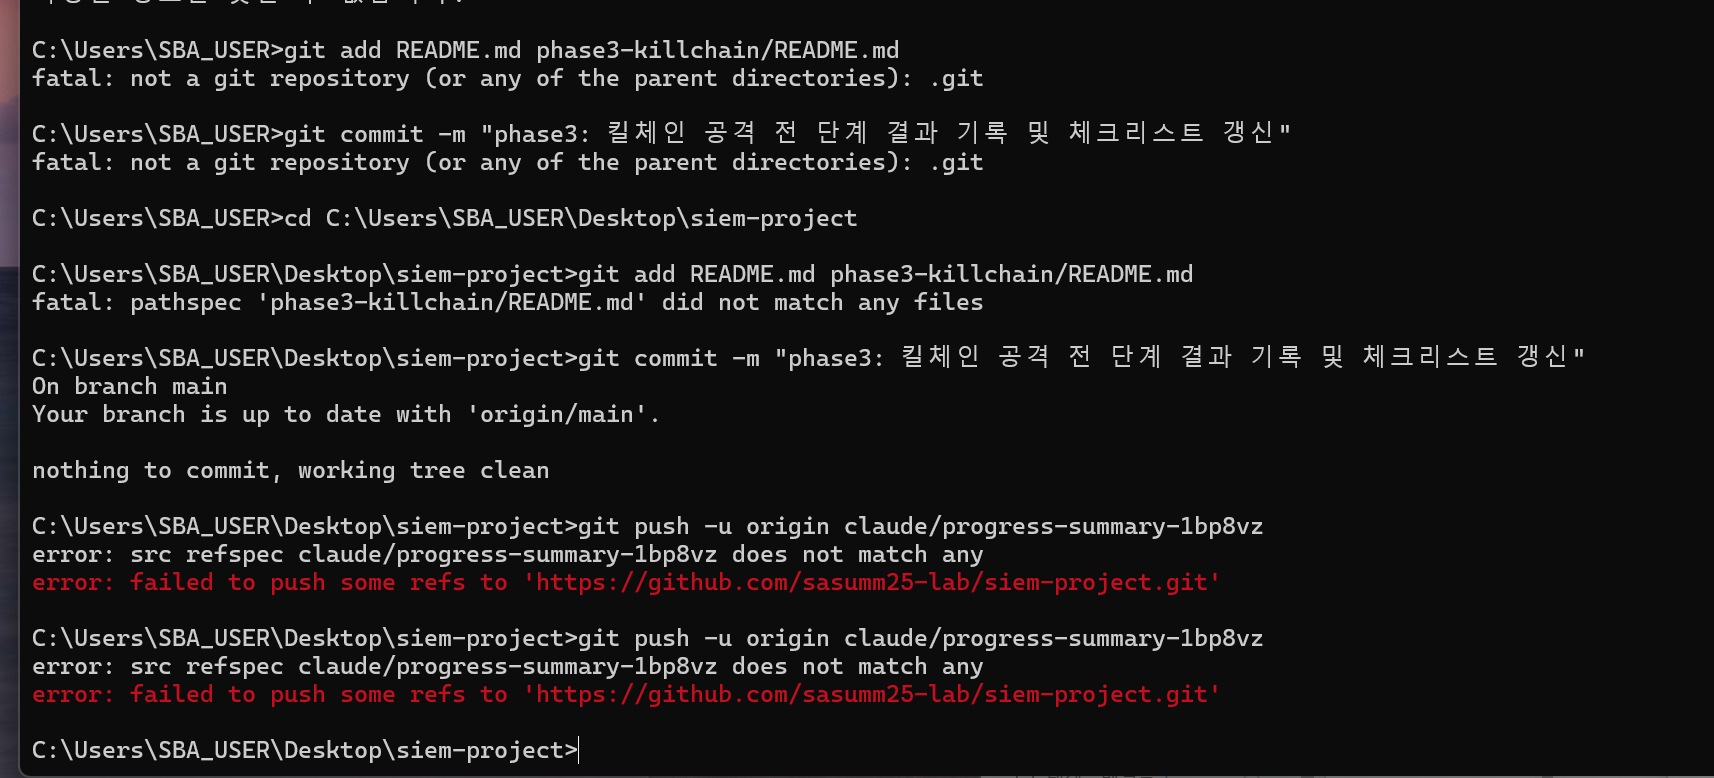 C:\Users\SBA_USER>git add README.md phase3-killchain/README.md
fatal: not a git repository (or any of the parent directories): .git
C:\Users\SBA_USER>git commit -m "phase3: 킬체인 공격 전 단계 결과 기록 및 체크리스트 갱신"
fatal: not a git repository (or any of the parent directories): .git
C:\Users\SBA_USER>cd C:\Users\SBA_USER\Desktop\siem-project
C:\Users\SBA_USER\Desktop\siem-project>git add README.md phase3-killchain/README.md
fatal: pathspec 'phase3-killchain/README.md' did not match any files
C:\Users\SBA_USER\Desktop\siem-project>git commit -m "phase3: 킬체인 공격 전 단계 결과 기록 및 체크리스트 갱신"
On branch main
Your branch is up to date with 'origin/main'.
nothing to commit, working tree clean
C:\Users\SBA_USER\Desktop\siem-project>git push -u origin claude/progress-summary-1bp8vz
error: src refspec claude/progress-summary-1bp8vz does not match any
error: failed to push some refs to 'https://github.com/sasumm25-lab/siem-project.git'
C:\Users\SBA_USER\Desktop\siem-project>git push -u origin claude/progress-summary-1bp8vz
error: src refspec claude/progress-summary-1bp8vz does not match any
error: failed to push some refs to 'https://github.com/sasumm25-lab/siem-project.git'
C:\Users\SBA_USER\Desktop\siem-project>